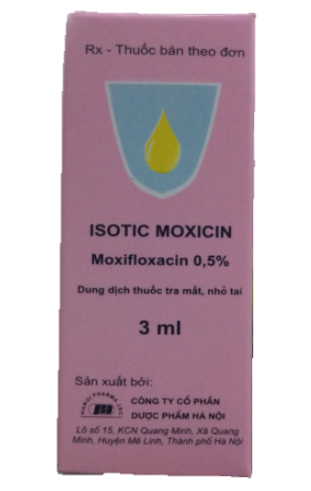 Rx - Thuốc bán theo đơn
ISOTIC MOXICIN
Moxifloxacin 0,5%
Dung dịch thuốc tra mắt, nhỏ tai
3 ml
Sản xuất bởi:
CÔNG TY CỔ PHẦN
DƯỢC PHẨM HÀ NỘI
Lô số 15, KCN Quang Minh, Xã Quang
Minh, Huyện Mê Linh, Thành phố Hà Nội